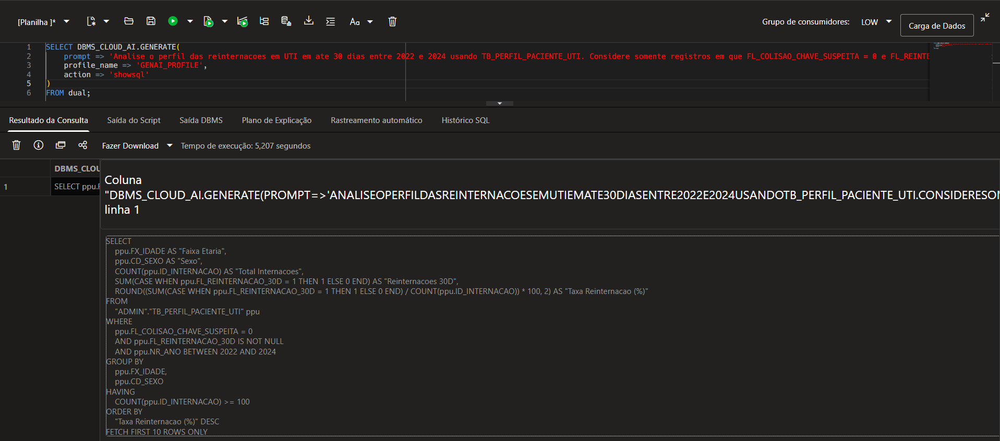 [Planilha ]*
Aa
Grupo de consumidores: LOW
Carga de Dados
1 SELECT DBMS_CLOUD_AI.GENERATE(
2 prompt => 'Analise o perfil das reinternacoes em UTI em ate 30 dias entre 2022 e 2024 usando TB_PERFIL_PACIENTE_UTI. Considere somente registros em que FL_COLISAO_CHAVE_SUSPEITA = 0 e FL_REINTE
3 profile_name => 'GENAI_PROFILE',
4 action => 'showsql'
5 )
6 FROM dual;
Resultado da Consulta Saída do Script Saída DBMS Plano de Explicação Rastreamento automático Histórico SQL
Fazer Download Tempo de execução: 5,207 segundos
DBMS_CLOU
1 SELECT ppu.F
Coluna
"DBMS_CLOUD_AI.GENERATE(PROMPT=>'ANALISEOPERFILDASREINTERNACOESEMUTIEMATE30DIASENTRE2022E2024USANDOTB_PERFIL_PACIENTE_UTI.CONSIDERESOM
linha 1
SELECT
ppu.FX_IDADE AS "Faixa Etaria",
ppu.CD_SEXO AS "Sexo",
COUNT(ppu.ID_INTERNACAO) AS "Total Internacoes",
SUM(CASE WHEN ppu.FL_REINTERNACAO_30D = 1 THEN 1 ELSE 0 END) AS "Reinternacoes 30D",
ROUND((SUM(CASE WHEN ppu.FL_REINTERNACAO_30D = 1 THEN 1 ELSE 0 END) / COUNT(ppu.ID_INTERNACAO)) * 100, 2) AS "Taxa Reinternacao (%)"
FROM
"ADMIN"."TB_PERFIL_PACIENTE_UTI" ppu
WHERE
ppu.FL_COLISAO_CHAVE_SUSPEITA = 0
AND ppu.FL_REINTERNACAO_30D IS NOT NULL
AND ppu.NR_ANO BETWEEN 2022 AND 2024
GROUP BY
ppu.FX_IDADE,
ppu.CD_SEXO
HAVING
COUNT(ppu.ID_INTERNACAO) >= 100
ORDER BY
"Taxa Reinternacao (%)" DESC
FETCH FIRST 10 ROWS ONLY